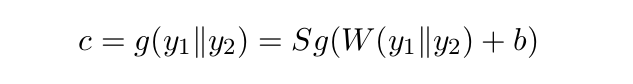 c = g(y₁‖y₂) = Sg(W(y₁‖y₂) + b)